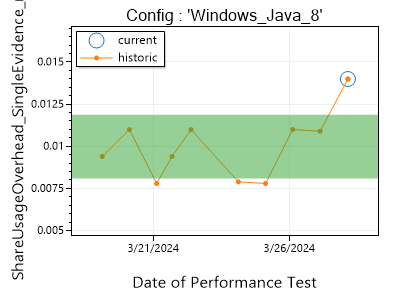 Config : 'Windows_Java_8'
current
historic
0.015
0.0125
0.01
0.0075
0.005
3/21/2024
3/26/2024
Date of Performance Test
ShareUsageOverhead_SingleEvidence_